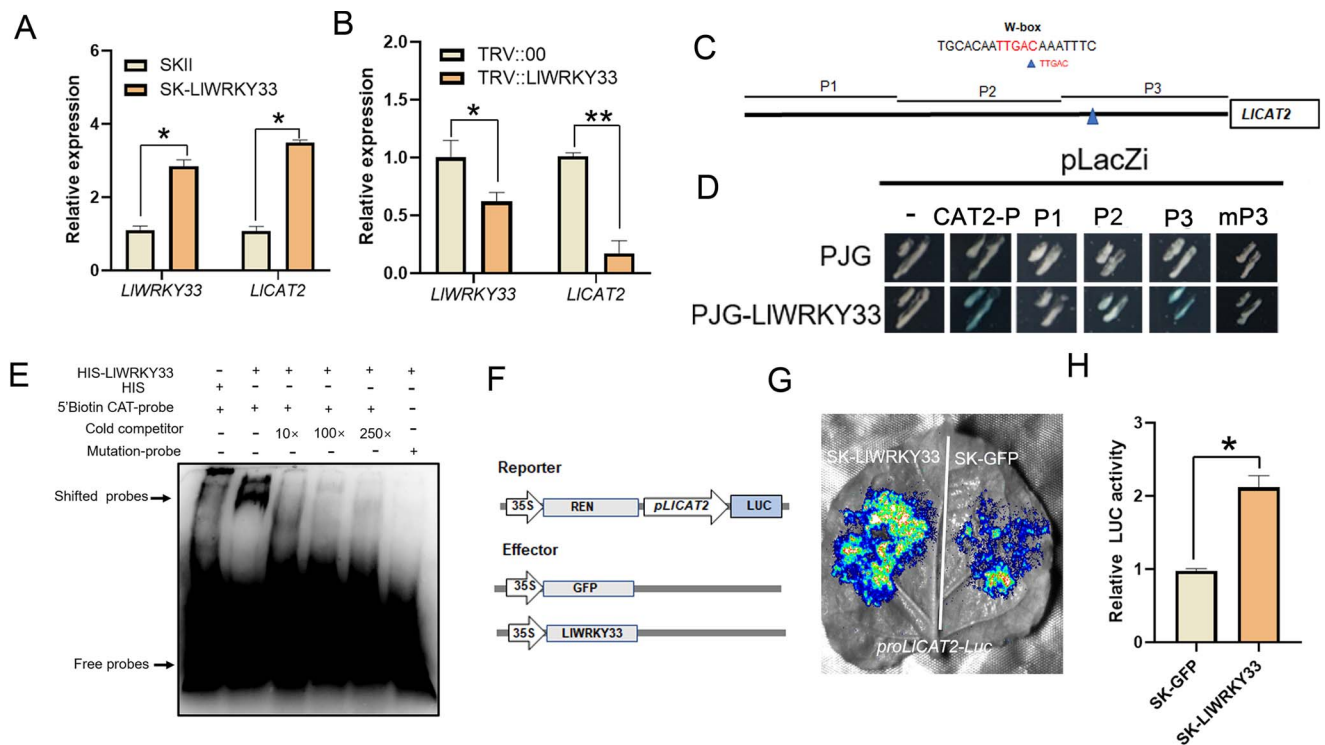 A
Relative expression
6
4
2
0
SKII
SK-LlWRKY33
*
*
LlWRKY33
LlCAT2
B
Relative expression
2.0
1.5
1.0
0.5
0.0
TRV::00
TRV::LlWRKY33
*
**
LlWRKY33
LlCAT2
C
W-box
TGCACAATTGACAAATTTC
TTGAC
P1
P2
P3
LlCAT2
D
pLacZi
- CAT2-P P1 P2 P3 mP3
PJG
PJG-LlWRKY33
E
HIS-LlWRKY33 - + + + + +
HIS + - - - - -
5'Biotin CAT-probe + + + + + -
Cold competitor - - 10× 100× 250× -
Mutation-probe - - - - - +
Shifted probes
Free probes
F
Reporter
35S REN pLlCAT2 LUC
Effector
35S GFP
35S LlWRKY33
G
SK-LlWRKY33 SK-GFP
proLlCAT2-Luc
H
Relative LUC activity
3
2
1
0
*
SK-GFP
SK-LlWRKY33